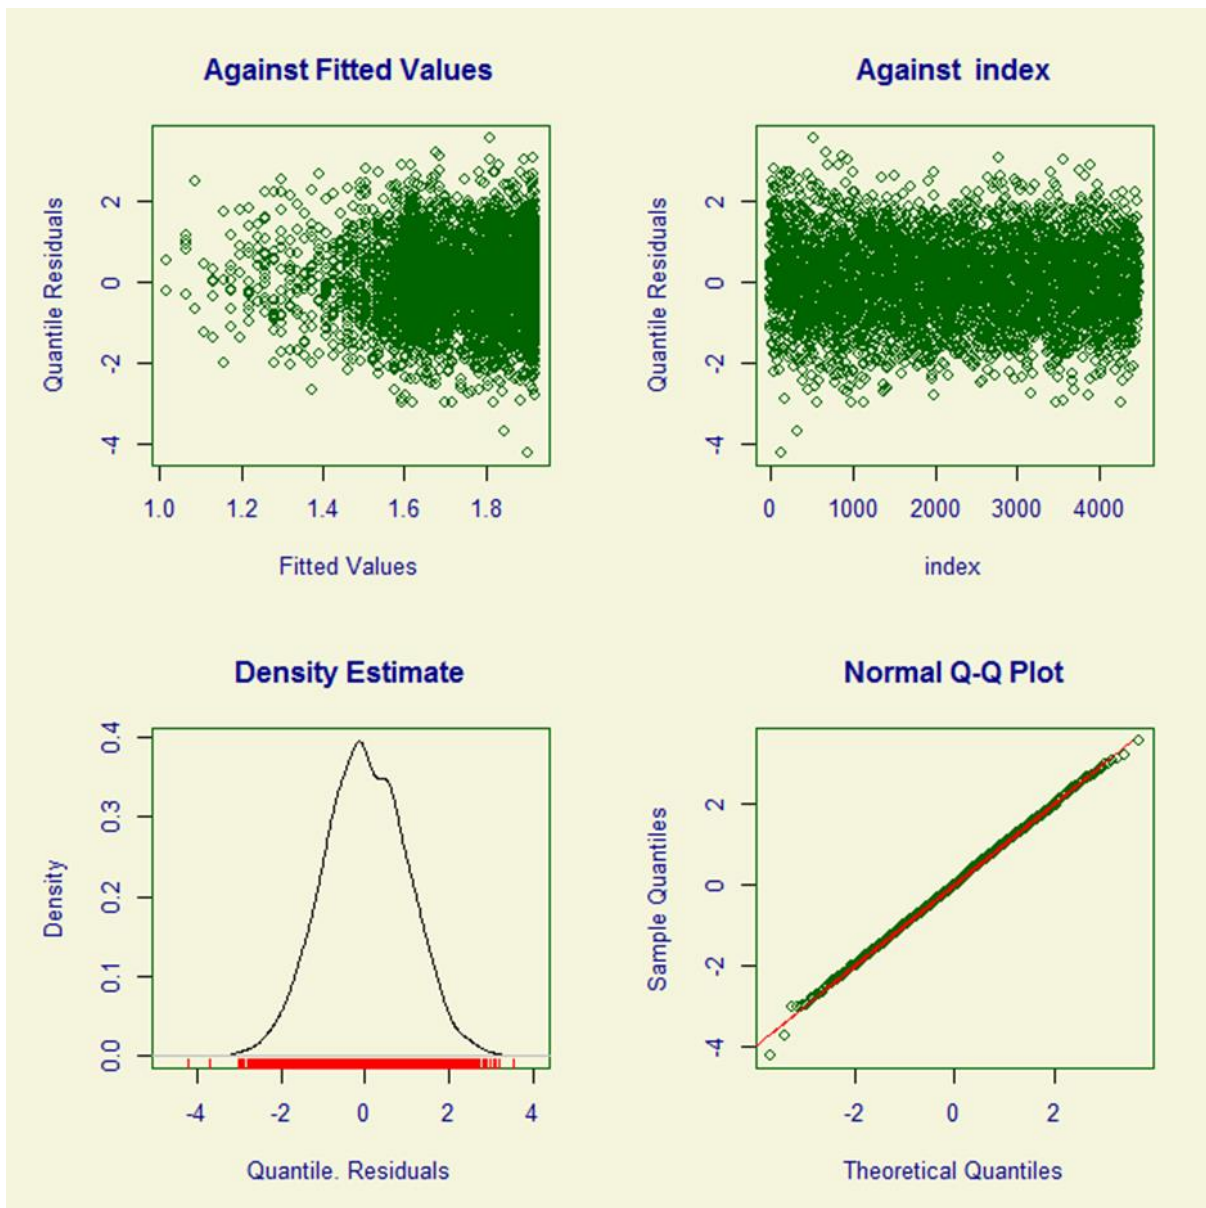 Against Fitted Values
Quantile Residuals
2
0
-2
-4
1.0 1.2 1.4 1.6 1.8
Fitted Values
Against index
Quantile Residuals
2
0
-2
-4
0 1000 2000 3000 4000
index
Density Estimate
Density
0.4
0.3
0.2
0.1
0.0
-4 -2 0 2 4
Quantile. Residuals
Normal Q-Q Plot
Sample Quantiles
2
0
-2
-4
-2 0 2
Theoretical Quantiles